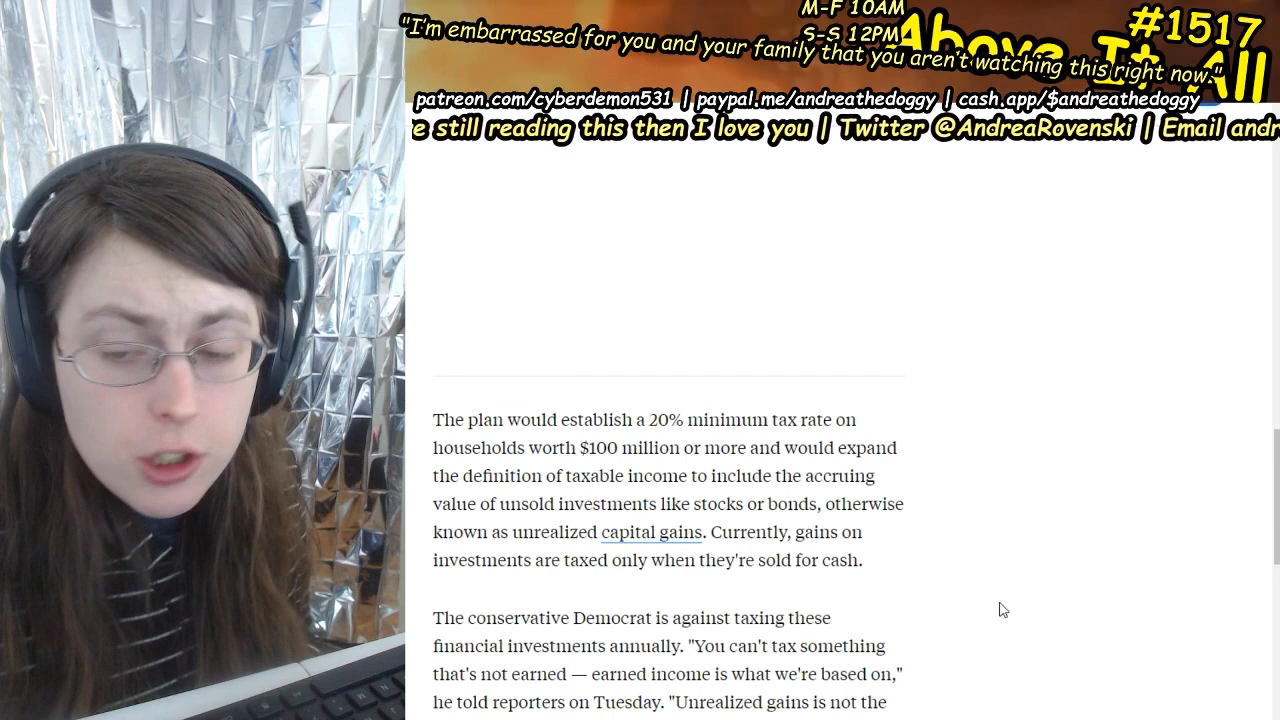 M-F 10AM
S-S 12PM
Above It All
#1517
"I'm embarrassed for you and your family that you aren't watching this right now."
patreon.com/cyberdemon531 | paypal.me/andreathedoggy | cash.app/$andreathedoggy
e still reading this then I love you | Twitter @AndreaRovenski | Email andr
The plan would establish a 20% minimum tax rate on
households worth $100 million or more and would expand
the definition of taxable income to include the accruing
value of unsold investments like stocks or bonds, otherwise
known as unrealized capital gains. Currently, gains on
investments are taxed only when they're sold for cash.
The conservative Democrat is against taxing these
financial investments annually. "You can't tax something
that's not earned — earned income is what we're based on,"
he told reporters on Tuesday. "Unrealized gains is not the